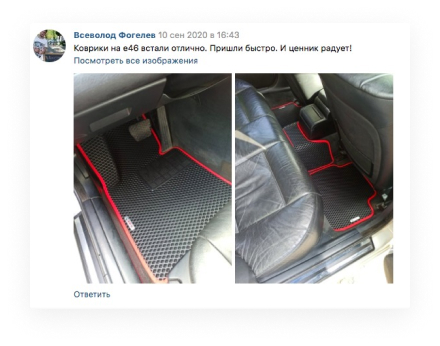 Всеволод Фогелев 10 сен 2020 в 16:43
Коврики на е46 встали отлично. Пришли быстро. И ценник радует!
Посмотреть все изображения
Ответить